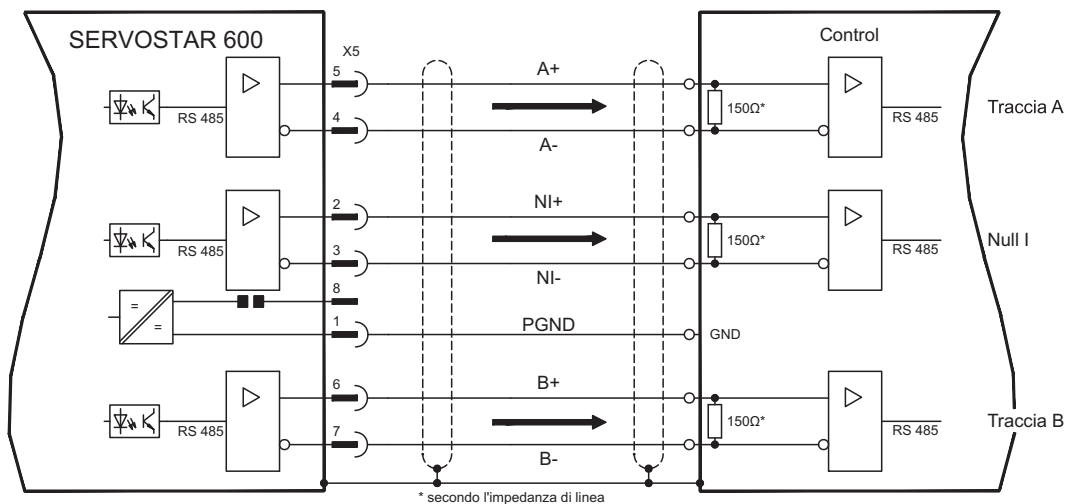 SERVOSTAR 600
X5
Control
5
A+
RS 485
150Ω*
RS 485
Traccia A
4
A-
2
NI+
RS 485
150Ω*
RS 485
Null I
3
NI-
8
=
=
1
PGND
GND
6
B+
RS 485
150Ω*
RS 485
Traccia B
7
B-
* secondo l'impedanza di linea